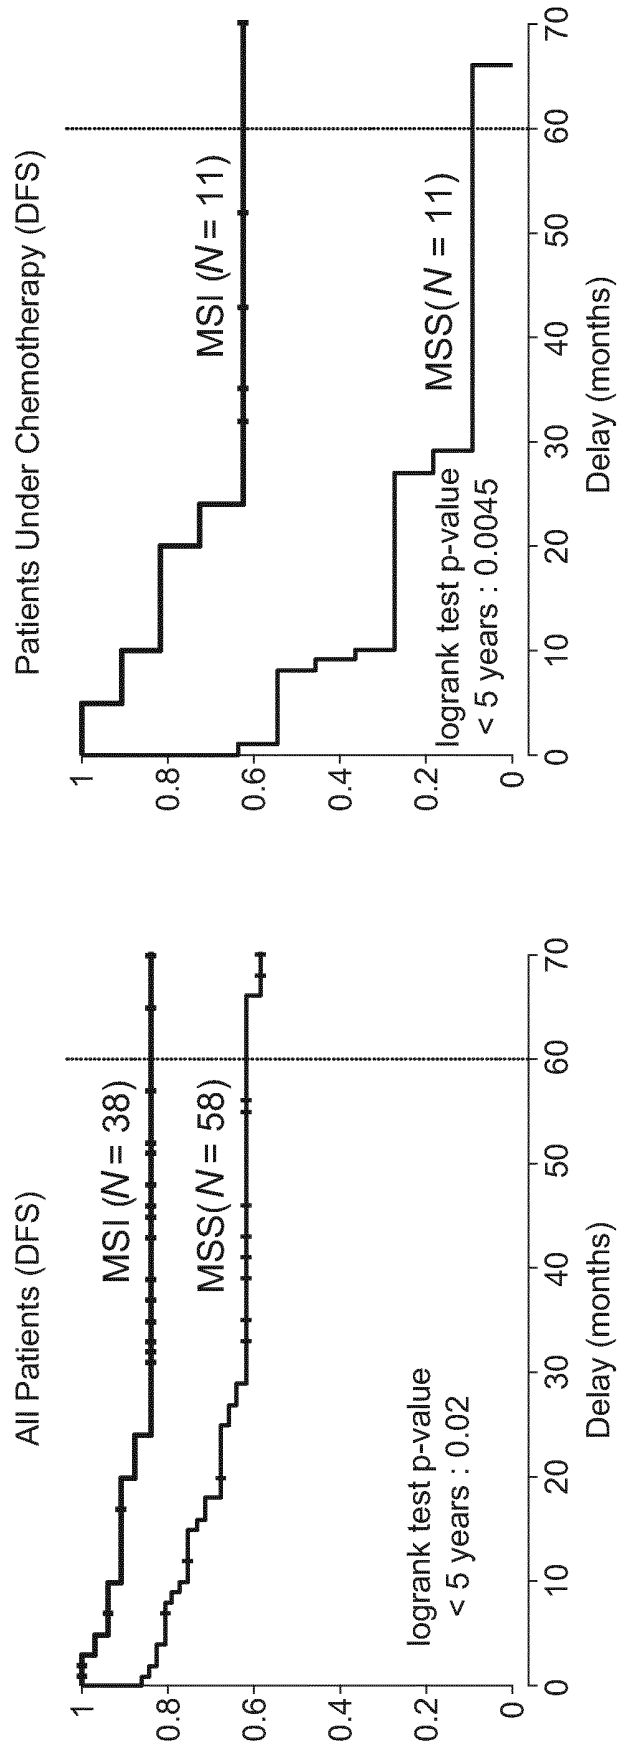 All Patients (DFS)
1
0.8
0.6
0.4
0.2
0
MSI (N = 38)
MSS( N = 58)
logrank test p-value
< 5 years : 0.02
0 10 20 30 40 50 60 70
Delay (months)
Patients Under Chemotherapy (DFS)
1
0.8
0.6
0.4
0.2
0
MSI (N = 11)
MSS( N = 11)
logrank test p-value
< 5 years : 0.0045
0 10 20 30 40 50 60 70
Delay (months)